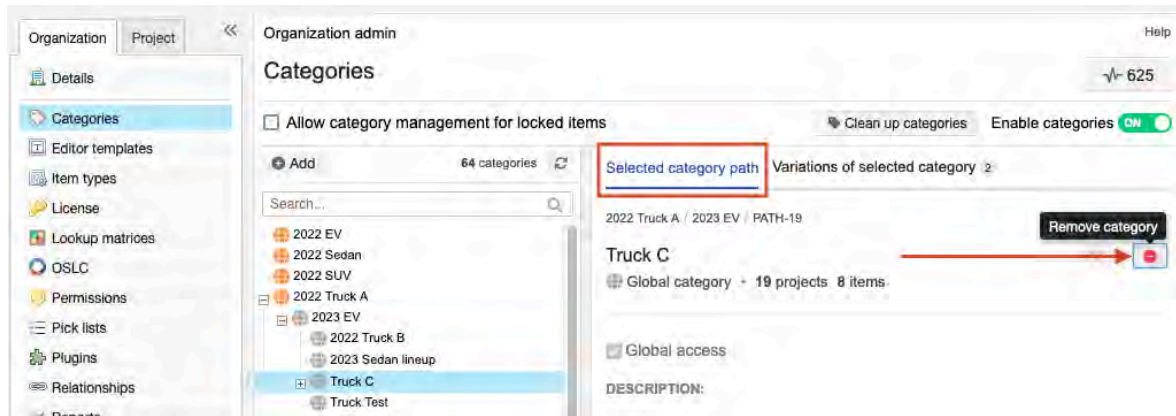 Organization
Project
Details
Categories
Editor templates
Item types
License
Lookup matrices
OSLC
Permissions
Pick lists
Plugins
Relationships
Reports
Organization admin
Help
Categories
625
Allow category management for locked items
Clean up categories
Enable categories ON
Add
64 categories
Search...
2022 EV
2022 Sedan
2022 SUV
2022 Truck A
2023 EV
2022 Truck B
2023 Sedan lineup
Truck C
Truck Test
Selected category path
Variations of selected category 2
2022 Truck A / 2023 EV / PATH-19
Remove category
Truck C
Global category • 19 projects 8 items
Global access
DESCRIPTION: